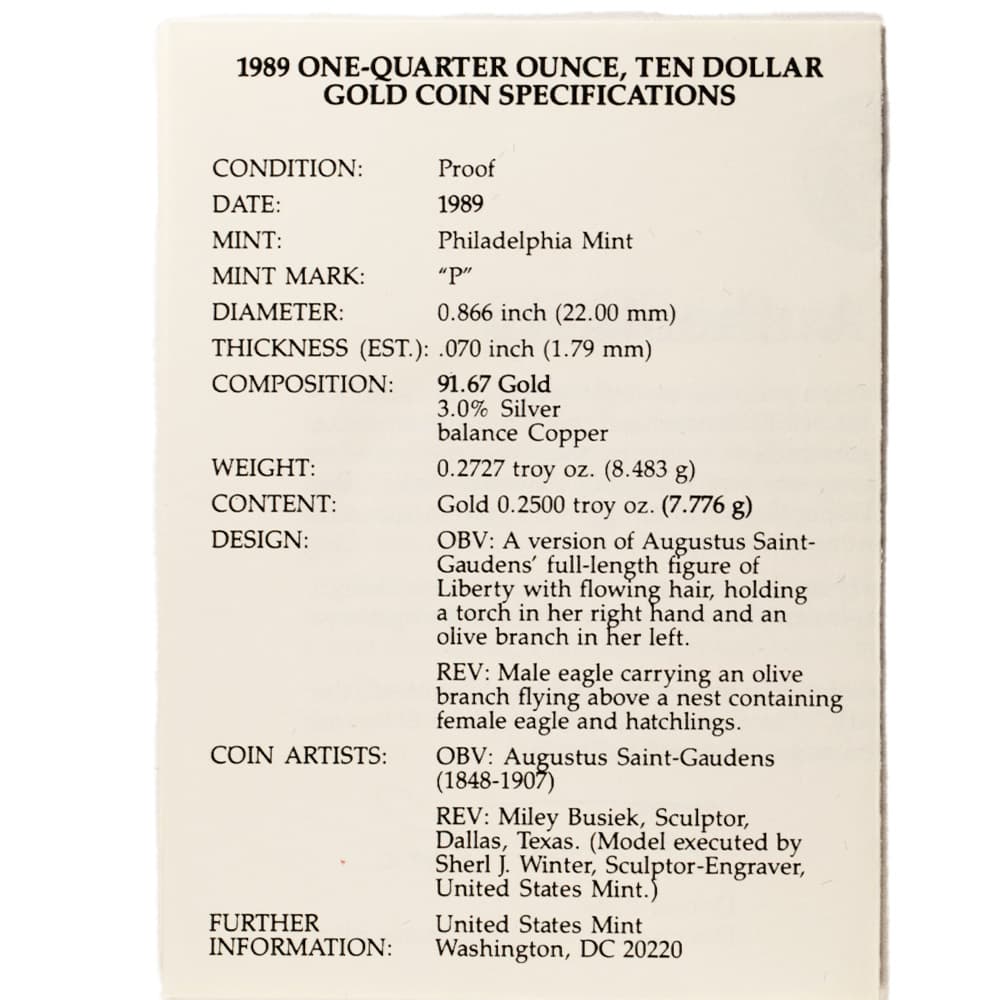 1989 ONE-QUARTER OUNCE, TEN DOLLAR
GOLD COIN SPECIFICATIONS
CONDITION: Proof
DATE: 1989
MINT: Philadelphia Mint
MINT MARK: “P”
DIAMETER: 0.866 inch (22.00 mm)
THICKNESS (EST.): .070 inch (1.79 mm)
COMPOSITION: 91.67 Gold
3.0% Silver
balance Copper
WEIGHT: 0.2727 troy oz. (8.483 g)
CONTENT: Gold 0.2500 troy oz. (7.776 g)
DESIGN: OBV: A version of Augustus Saint-
Gaudens’ full-length figure of
Liberty with flowing hair, holding
a torch in her right hand and an
olive branch in her left.
REV: Male eagle carrying an olive
branch flying above a nest containing
female eagle and hatchlings.
COIN ARTISTS: OBV: Augustus Saint-Gaudens
(1848-1907)
REV: Miley Busiek, Sculptor,
Dallas, Texas. (Model executed by
Sherl J. Winter, Sculptor-Engraver,
United States Mint.)
FURTHER United States Mint
INFORMATION: Washington, DC 20220